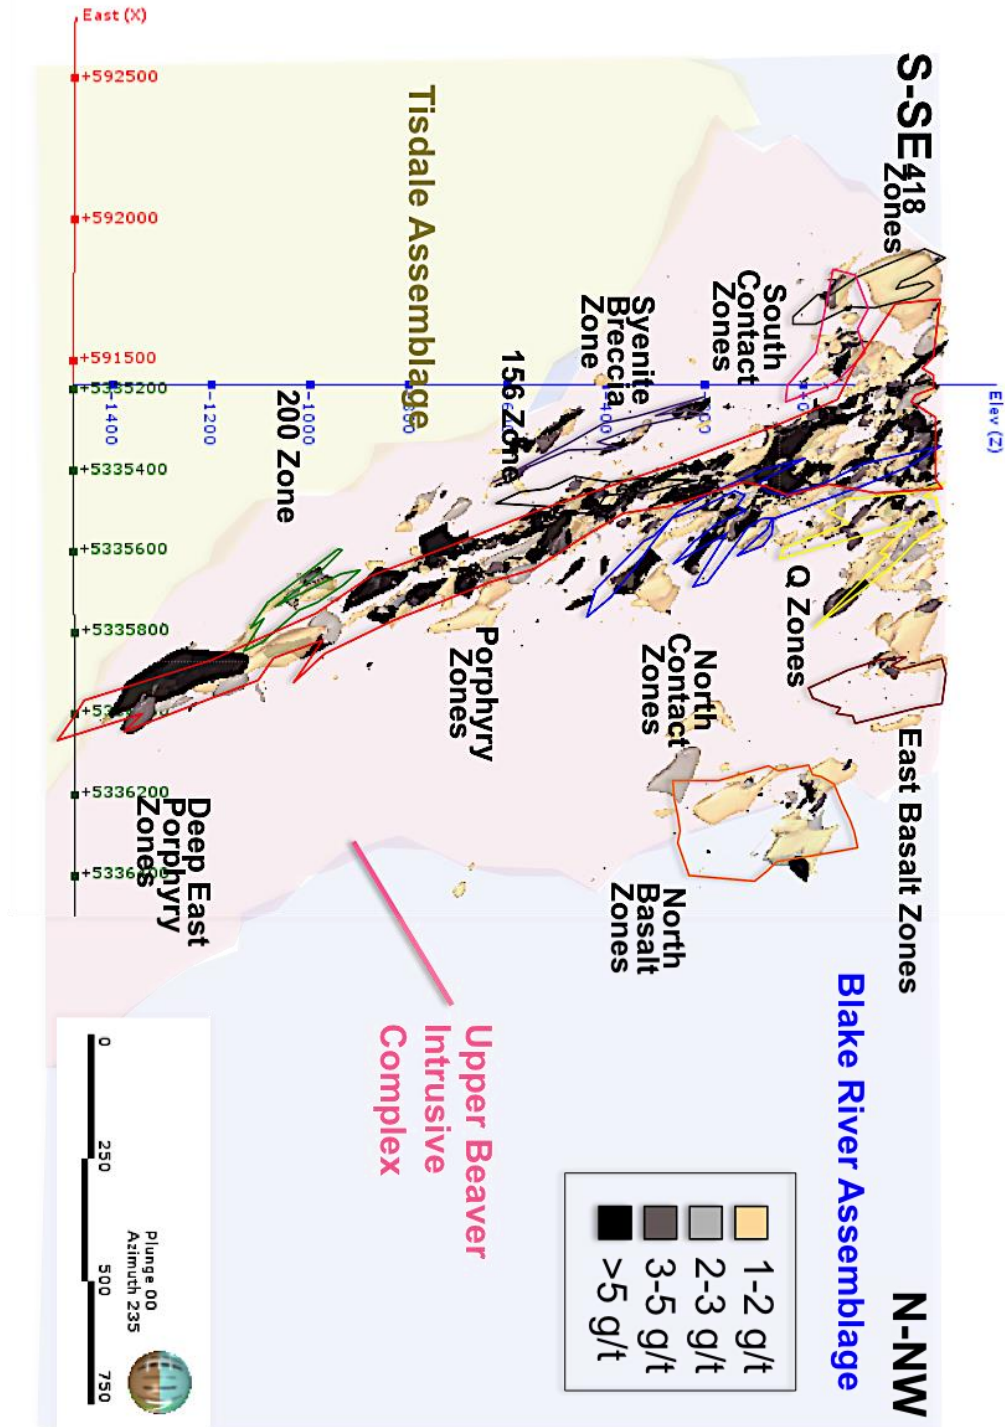 S-SE
N-NW
418
Zones
East Basalt Zones
Blake River Assemblage
Q Zones
South
Contact
Zones
North
Contact
Zones
North
Basalt
Zones
Syenite
Breccia
Zone
156 Zone
Porphyry
Zones
Tisdale Assemblage
200 Zone
Deep East
Porphyry
Zones
Upper Beaver
Intrusive
Complex
1-2 g/t
2-3 g/t
3-5 g/t
>5 g/t
Elev (Z)
-1000
-1200
-1400
East (X)
+592500
+592000
+591500
+5335200
+5335400
+5335600
+5335800
+5336200
0
250
500
750
Plunge 00
Azimuth 235